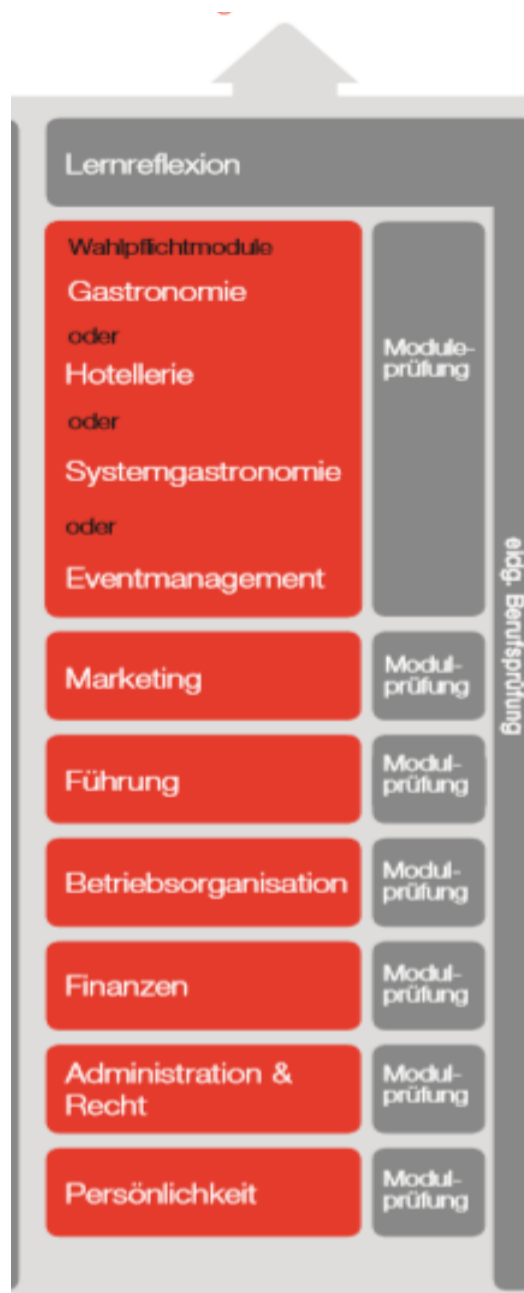 Lernreflexion
Wahlpflichtmodule
Gastronomie
oder
Hotellerie
oder
Systemgastronomie
oder
Eventmanagement
Module-
prüfung
Marketing
Modul-
prüfung
Führung
Modul-
prüfung
Betriebsorganisation
Modul-
prüfung
Finanzen
Modul-
prüfung
Administration &
Recht
Modul-
prüfung
Persönlichkeit
Modul-
prüfung
eidg. Berufsprüfung